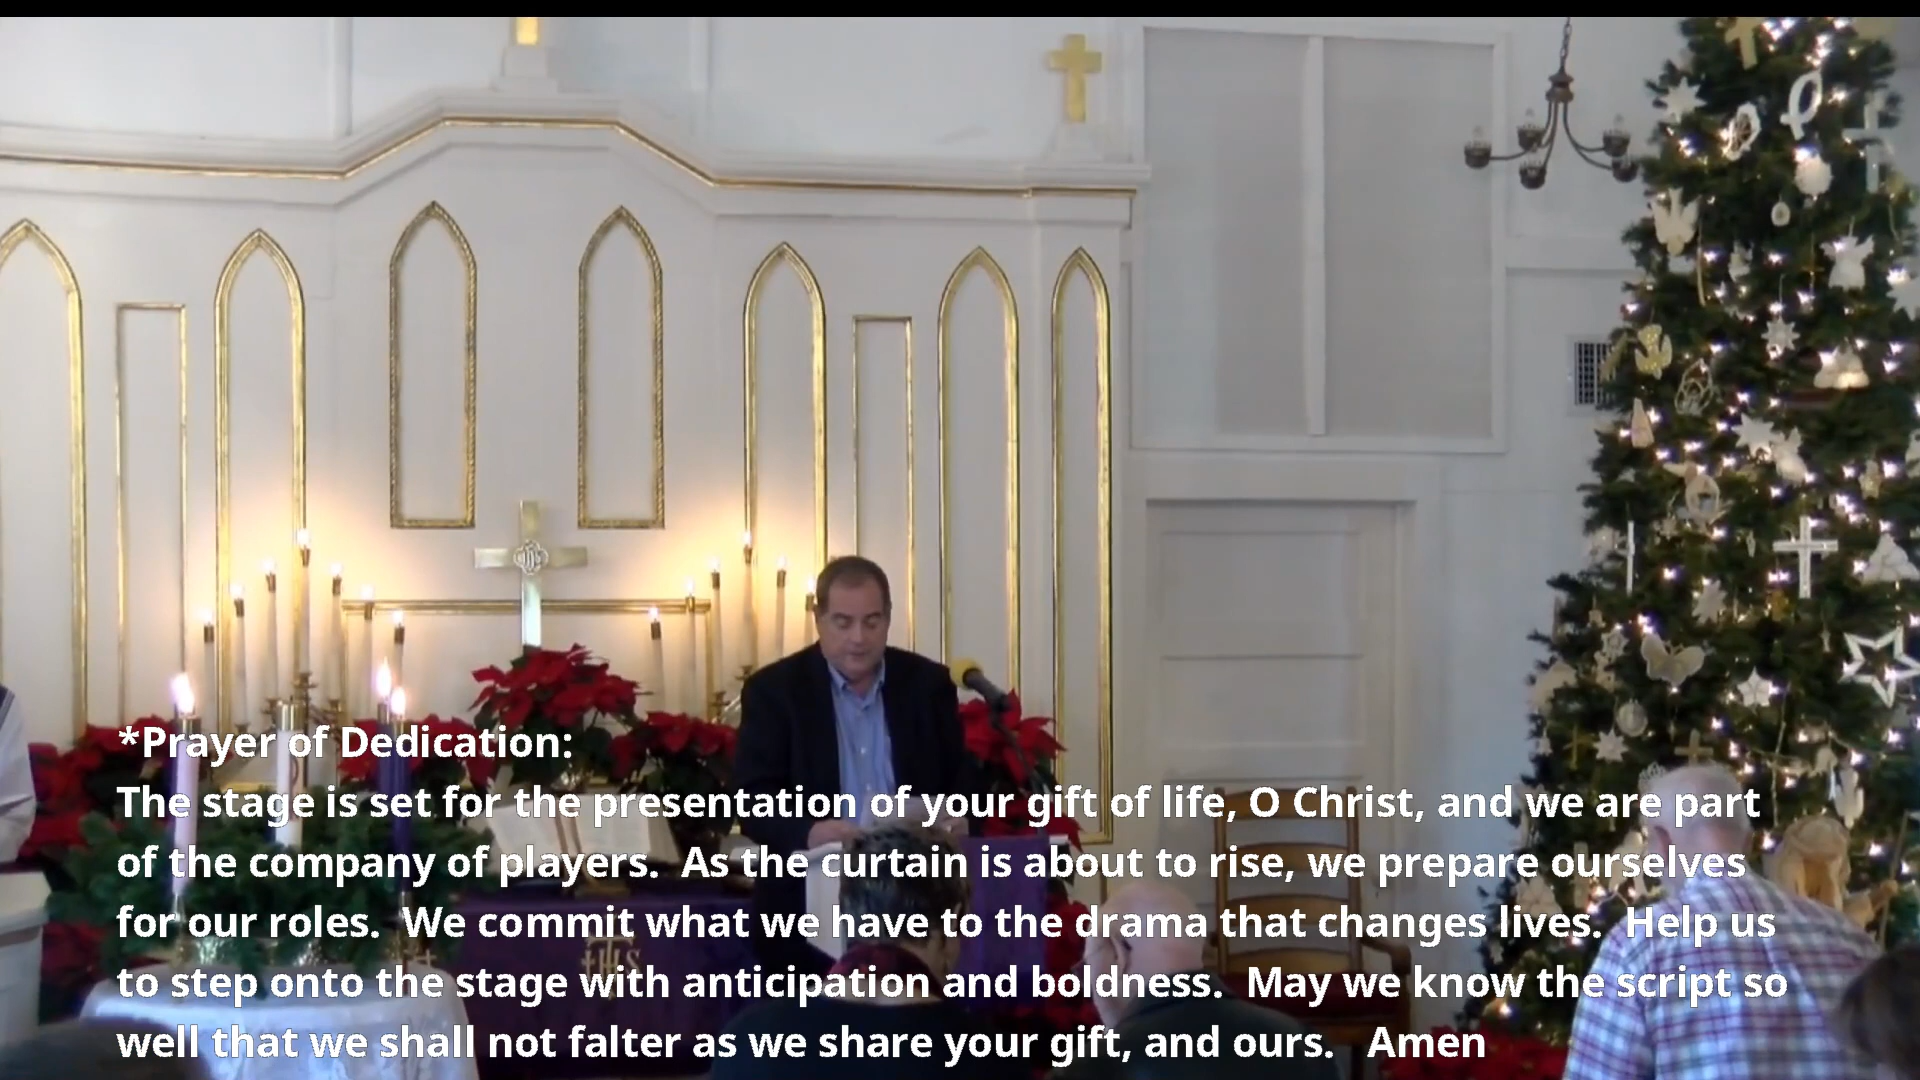 *Prayer of Dedication:
The stage is set for the presentation of your gift of life, O Christ, and we are part
of the company of players.  As the curtain is about to rise, we prepare ourselves
for our roles.  We commit what we have to the drama that changes lives.  Help us
to step onto the stage with anticipation and boldness.  May we know the script so
well that we shall not falter as we share your gift, and ours.   Amen
IHS